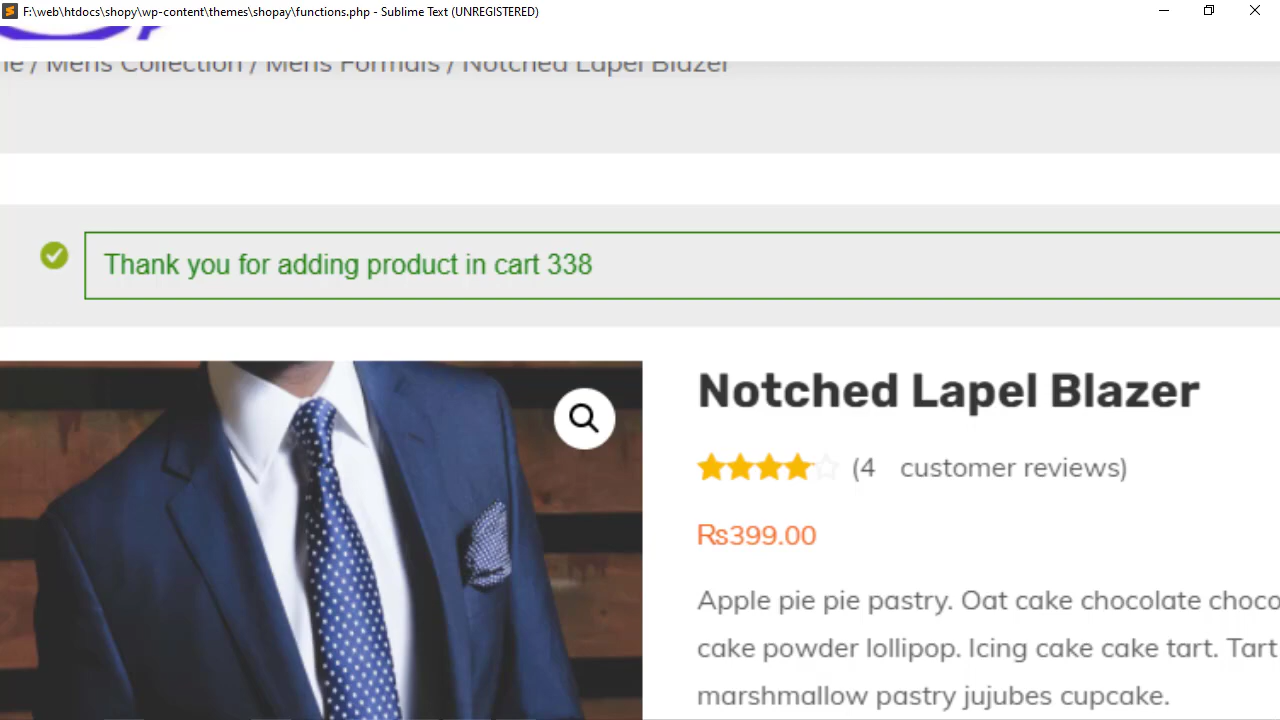 F:\web\htdocs\shopy\wp-content\themes\shopay\functions.php - Sublime Text (UNREGISTERED)
/ Mens Collection / Mens Formals / Notched Lapel Blazer
Thank you for adding product in cart 338
Notched Lapel Blazer
(4 customer reviews)
₨399.00
Apple pie pie pastry. Oat cake chocolate choco
cake powder lollipop. Icing cake cake tart. Tart
marshmallow pastry jujubes cupcake.